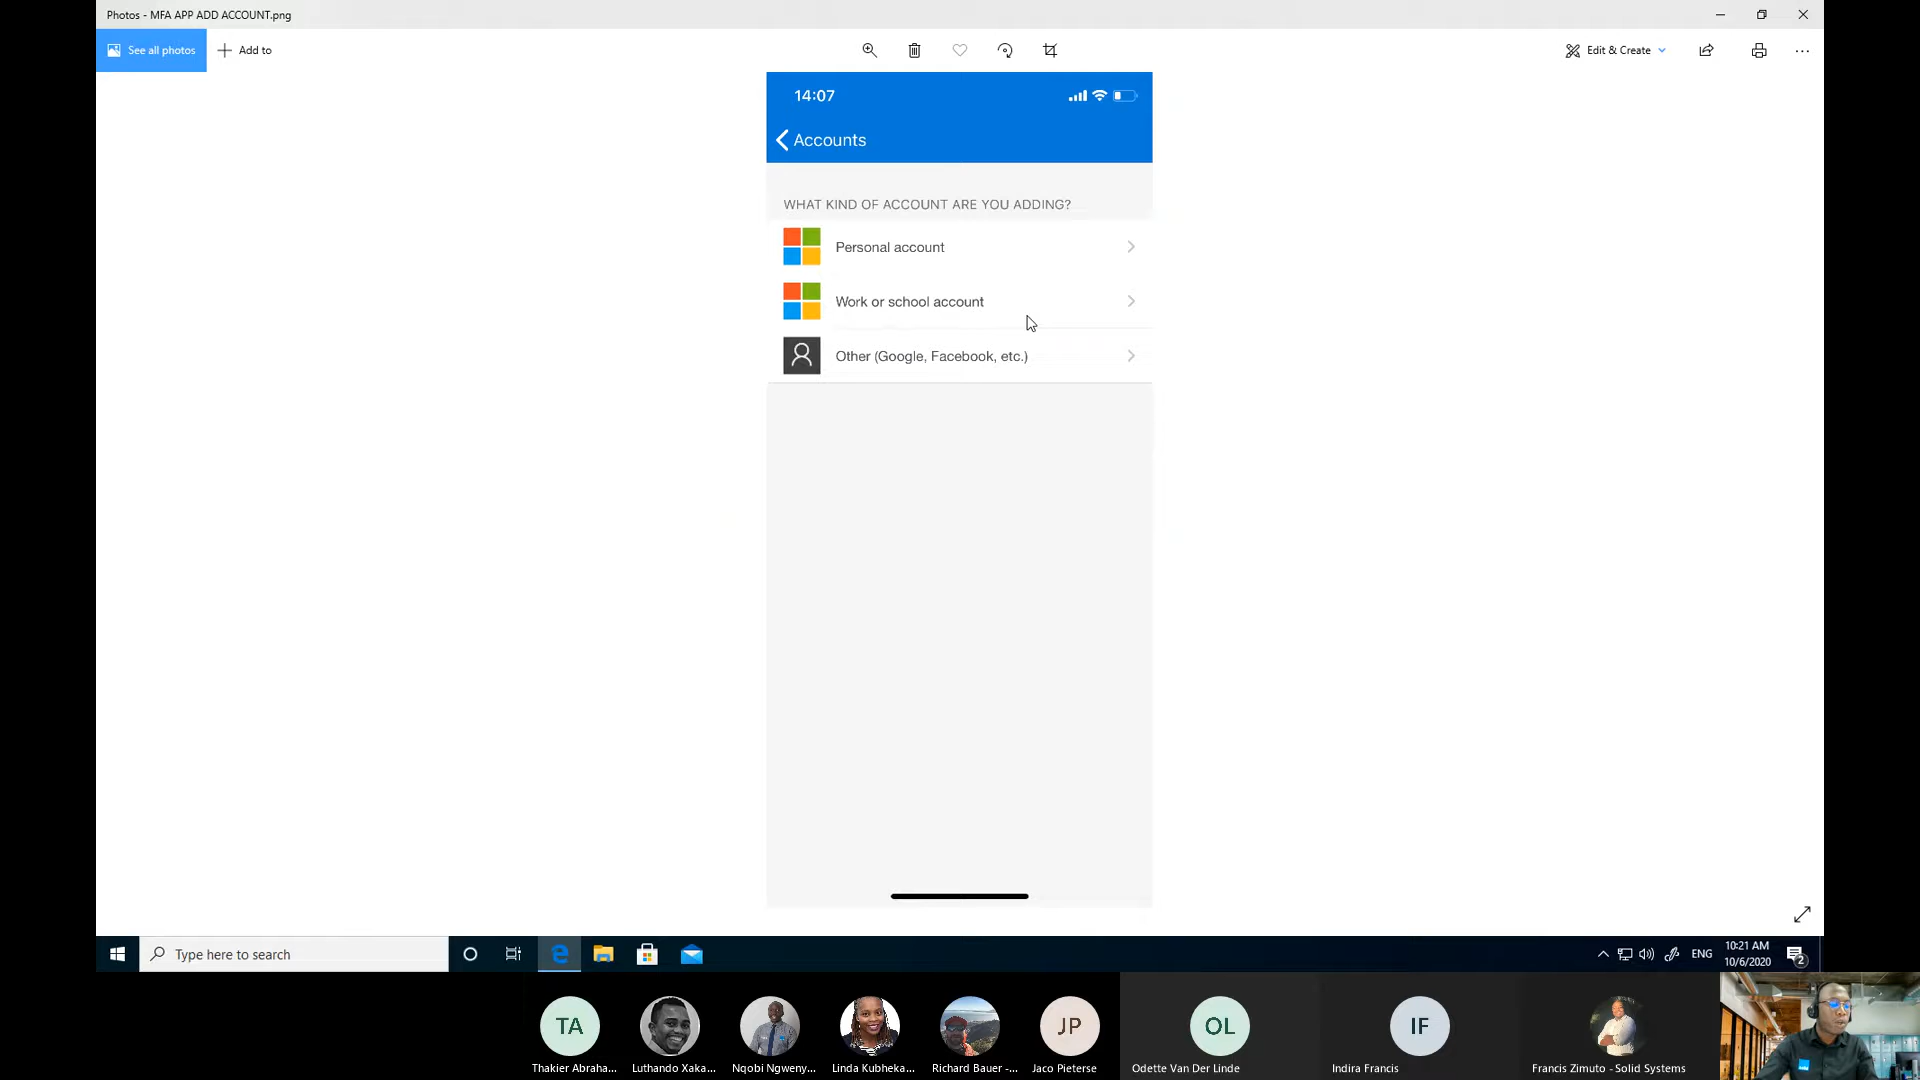 Photos - MFA APP ADD ACCOUNT.png
See all photos
Add to
Edit & Create
14:07
Accounts
WHAT KIND OF ACCOUNT ARE YOU ADDING?
Personal account
Work or school account
Other (Google, Facebook, etc.)
Type here to search
ENG
10:21 AM
10/6/2020
2
TA
JP
OL
IF
Thakier Abraha...
Luthando Xaka...
Nqobi Ngweny...
Linda Kubheka...
Richard Bauer -...
Jaco Pieterse
Odette Van Der Linde
Indira Francis
Francis Zimuto - Solid Systems